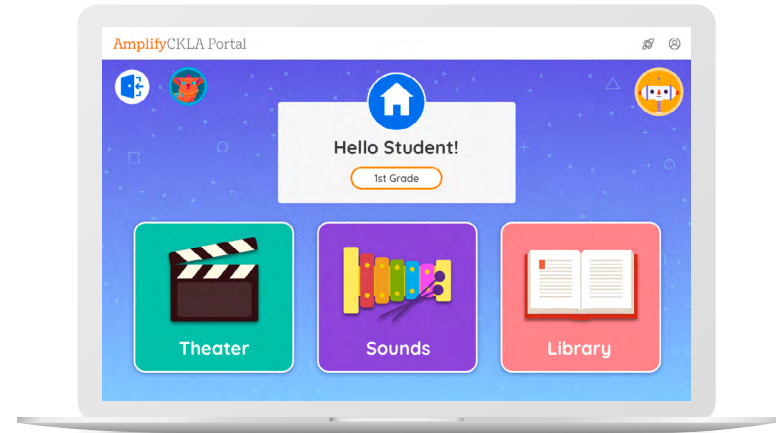 AmplifyCKLA Portal
Hello Student!
1st Grade
Theater
Sounds
Library